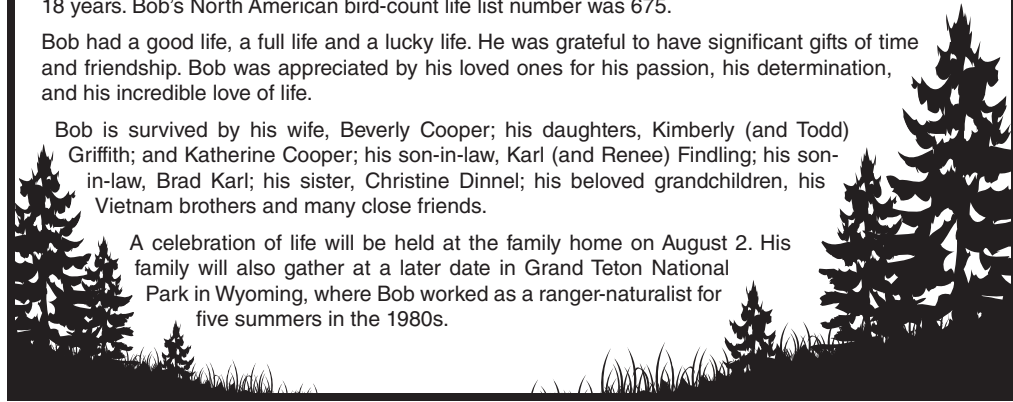 18 years. Bob's North American bird-count life list number was 675.
Bob had a good life, a full life and a lucky life. He was grateful to have significant gifts of time
and friendship. Bob was appreciated by his loved ones for his passion, his determination,
and his incredible love of life.
Bob is survived by his wife, Beverly Cooper; his daughters, Kimberly (and Todd)
Griffith; and Katherine Cooper; his son-in-law, Karl (and Renee) Findling; his son-
in-law, Brad Karl; his sister, Christine Dinnel; his beloved grandchildren, his
Vietnam brothers and many close friends.
A celebration of life will be held at the family home on August 2. His
family will also gather at a later date in Grand Teton National
Park in Wyoming, where Bob worked as a ranger-naturalist for
five summers in the 1980s.